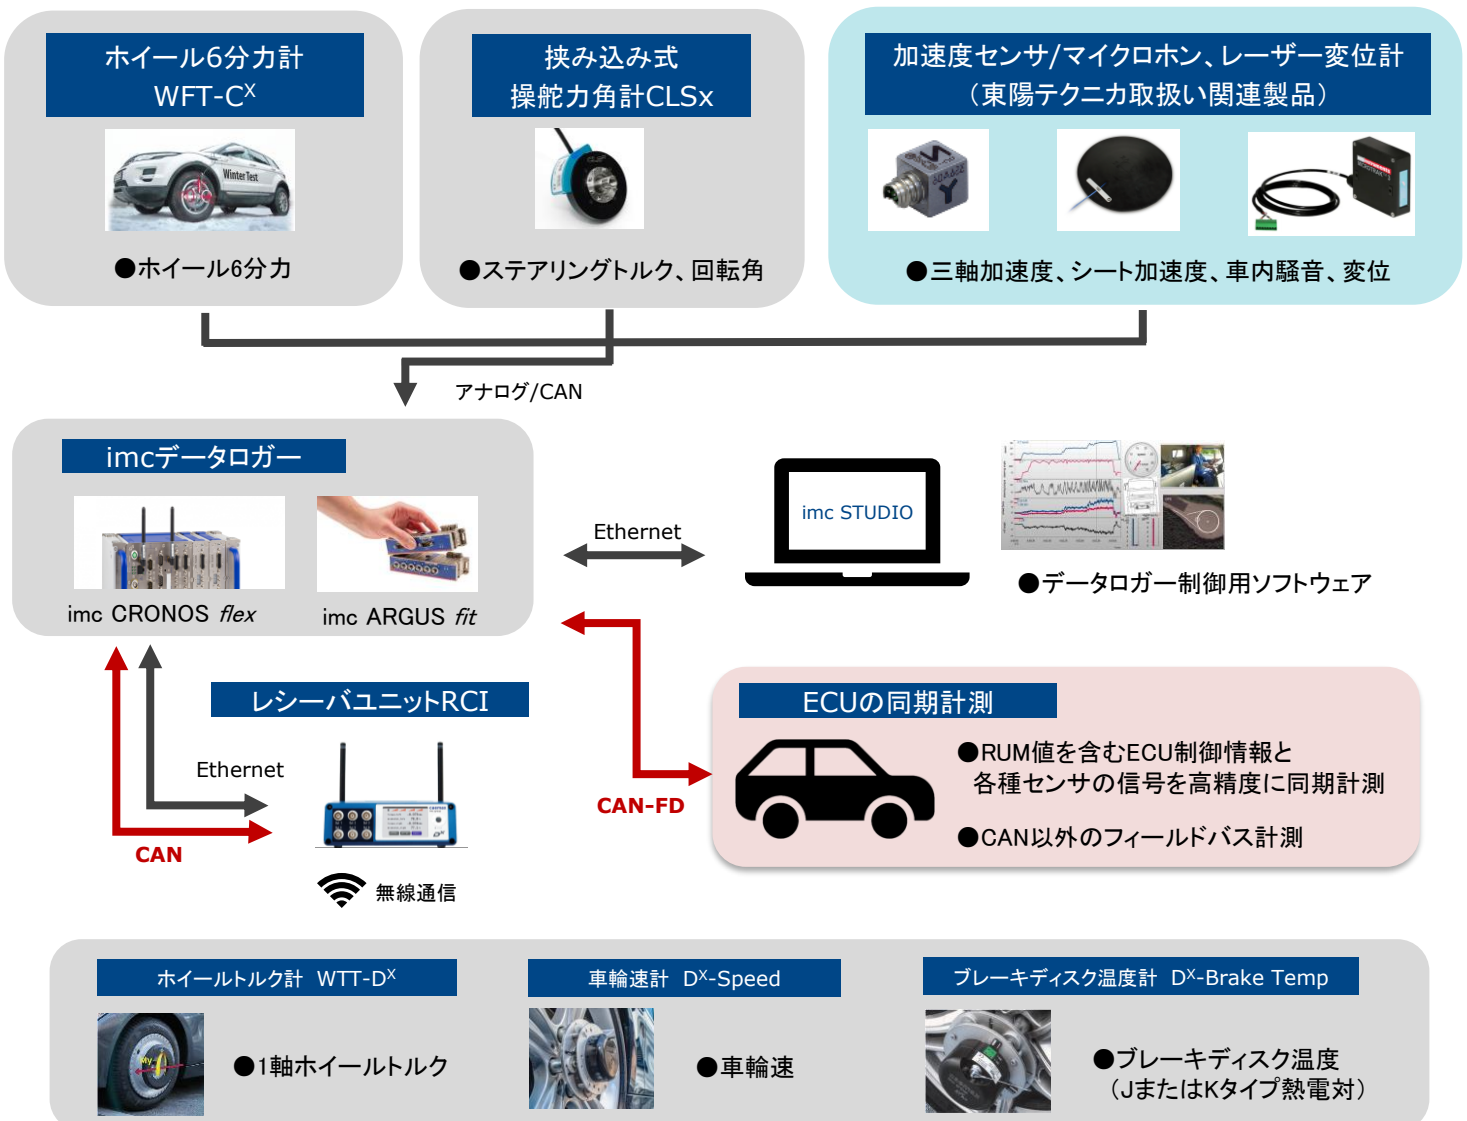 ホイール6分力計
WFT-Cˣ
挟み込み式
操舵力角計CLSx
加速度センサ/マイクロホン、レーザー変位計
（東陽テクニカ取扱い関連製品）
Winter Test
●ホイール6分力
●ステアリングトルク、回転角
●三軸加速度、シート加速度、車内騒音、変位
アナログ/CAN
imcデータロガー
imc CRONOS flex
imc ARGUS fit
Ethernet
imc STUDIO
●データロガー制御用ソフトウェア
レシーバユニットRCI
Ethernet
CAN
無線通信
CAN-FD
ECUの同期計測
●RUM値を含むECU制御情報と
各種センサの信号を高精度に同期計測
●CAN以外のフィールドバス計測
ホイールトルク計 WTT-Dˣ
My
●1軸ホイールトルク
車輪速計 Dˣ-Speed
●車輪速
ブレーキディスク温度計 Dˣ-Brake Temp
●ブレーキディスク温度
（JまたはKタイプ熱電対）